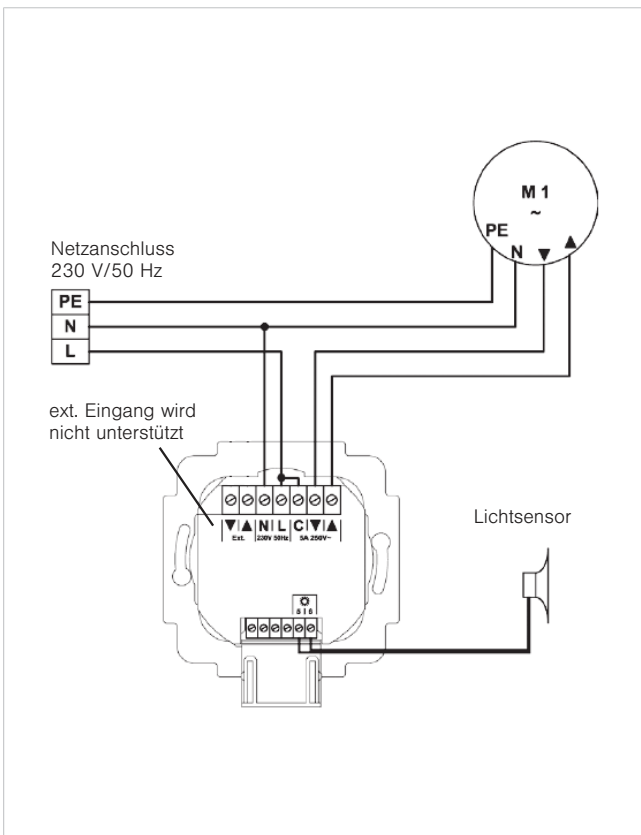 M 1
~
PE
N
▼
▲
Netzanschluss
230 V/50 Hz
PE
N
L
ext. Eingang wird
nicht unterstützt
▼ ▲ N L C ▼ ▲
Ext. 230V 50Hz 5A 250V~
Lichtsensor